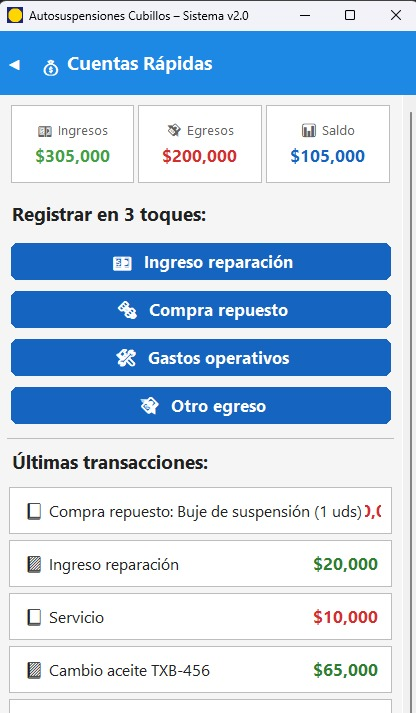 Autosuspensiones Cubillos – Sistema v2.0
Cuentas Rápidas
Ingresos
$305,000
Egresos
$200,000
Saldo
$105,000
Registrar en 3 toques:
Ingreso reparación
Compra repuesto
Gastos operativos
Otro egreso
Últimas transacciones:
Compra repuesto: Buje de suspensión (1 uds)
Ingreso reparación $20,000
Servicio $10,000
Cambio aceite TXB-456 $65,000